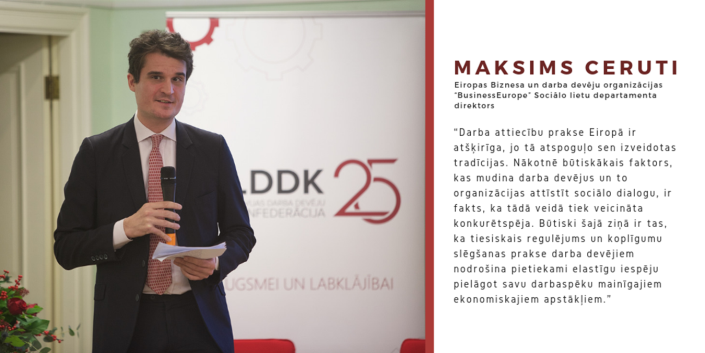 LDDK 25
JAS DARBA DEVĒJU
NFEDERĀCIJA
UGSMEI UN LABKLĀJĪBAI
MAKSIMS CERUTI
Eiropas Biznesa un darba devēju organizācijas
"BusinessEurope" Sociālo lietu departamenta
direktors
"Darba attiecību prakse Eiropā ir
atšķirīga, jo tā atspoguļo sen izveidotas
tradīcijas. Nākotnē būtiskākais faktors,
kas mudina darba devējus un to
organizācijas attīstīt sociālo dialogu, ir
fakts, ka tādā veidā tiek veicināta
konkurētspēja. Būtiski šajā ziņā ir tas,
ka tiesiskais regulējums un koplīgumu
slēgšanas prakse darba devējiem
nodrošina pietiekami elastīgu iespēju
pielāgot savu darbaspēku mainīgajiem
ekonomiskajiem apstākļiem."